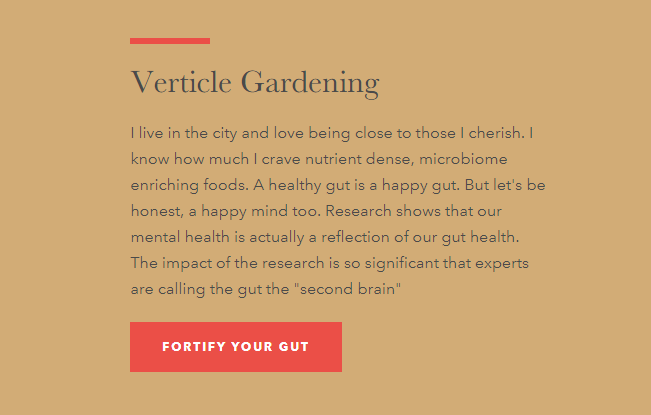 Verticle Gardening
I live in the city and love being close to those I cherish. I
know how much I crave nutrient dense, microbiome
enriching foods. A healthy gut is a happy gut. But let's be
honest, a happy mind too. Research shows that our
mental health is actually a reflection of our gut health.
The impact of the research is so significant that experts
are calling the gut the "second brain"
FORTIFY YOUR GUT